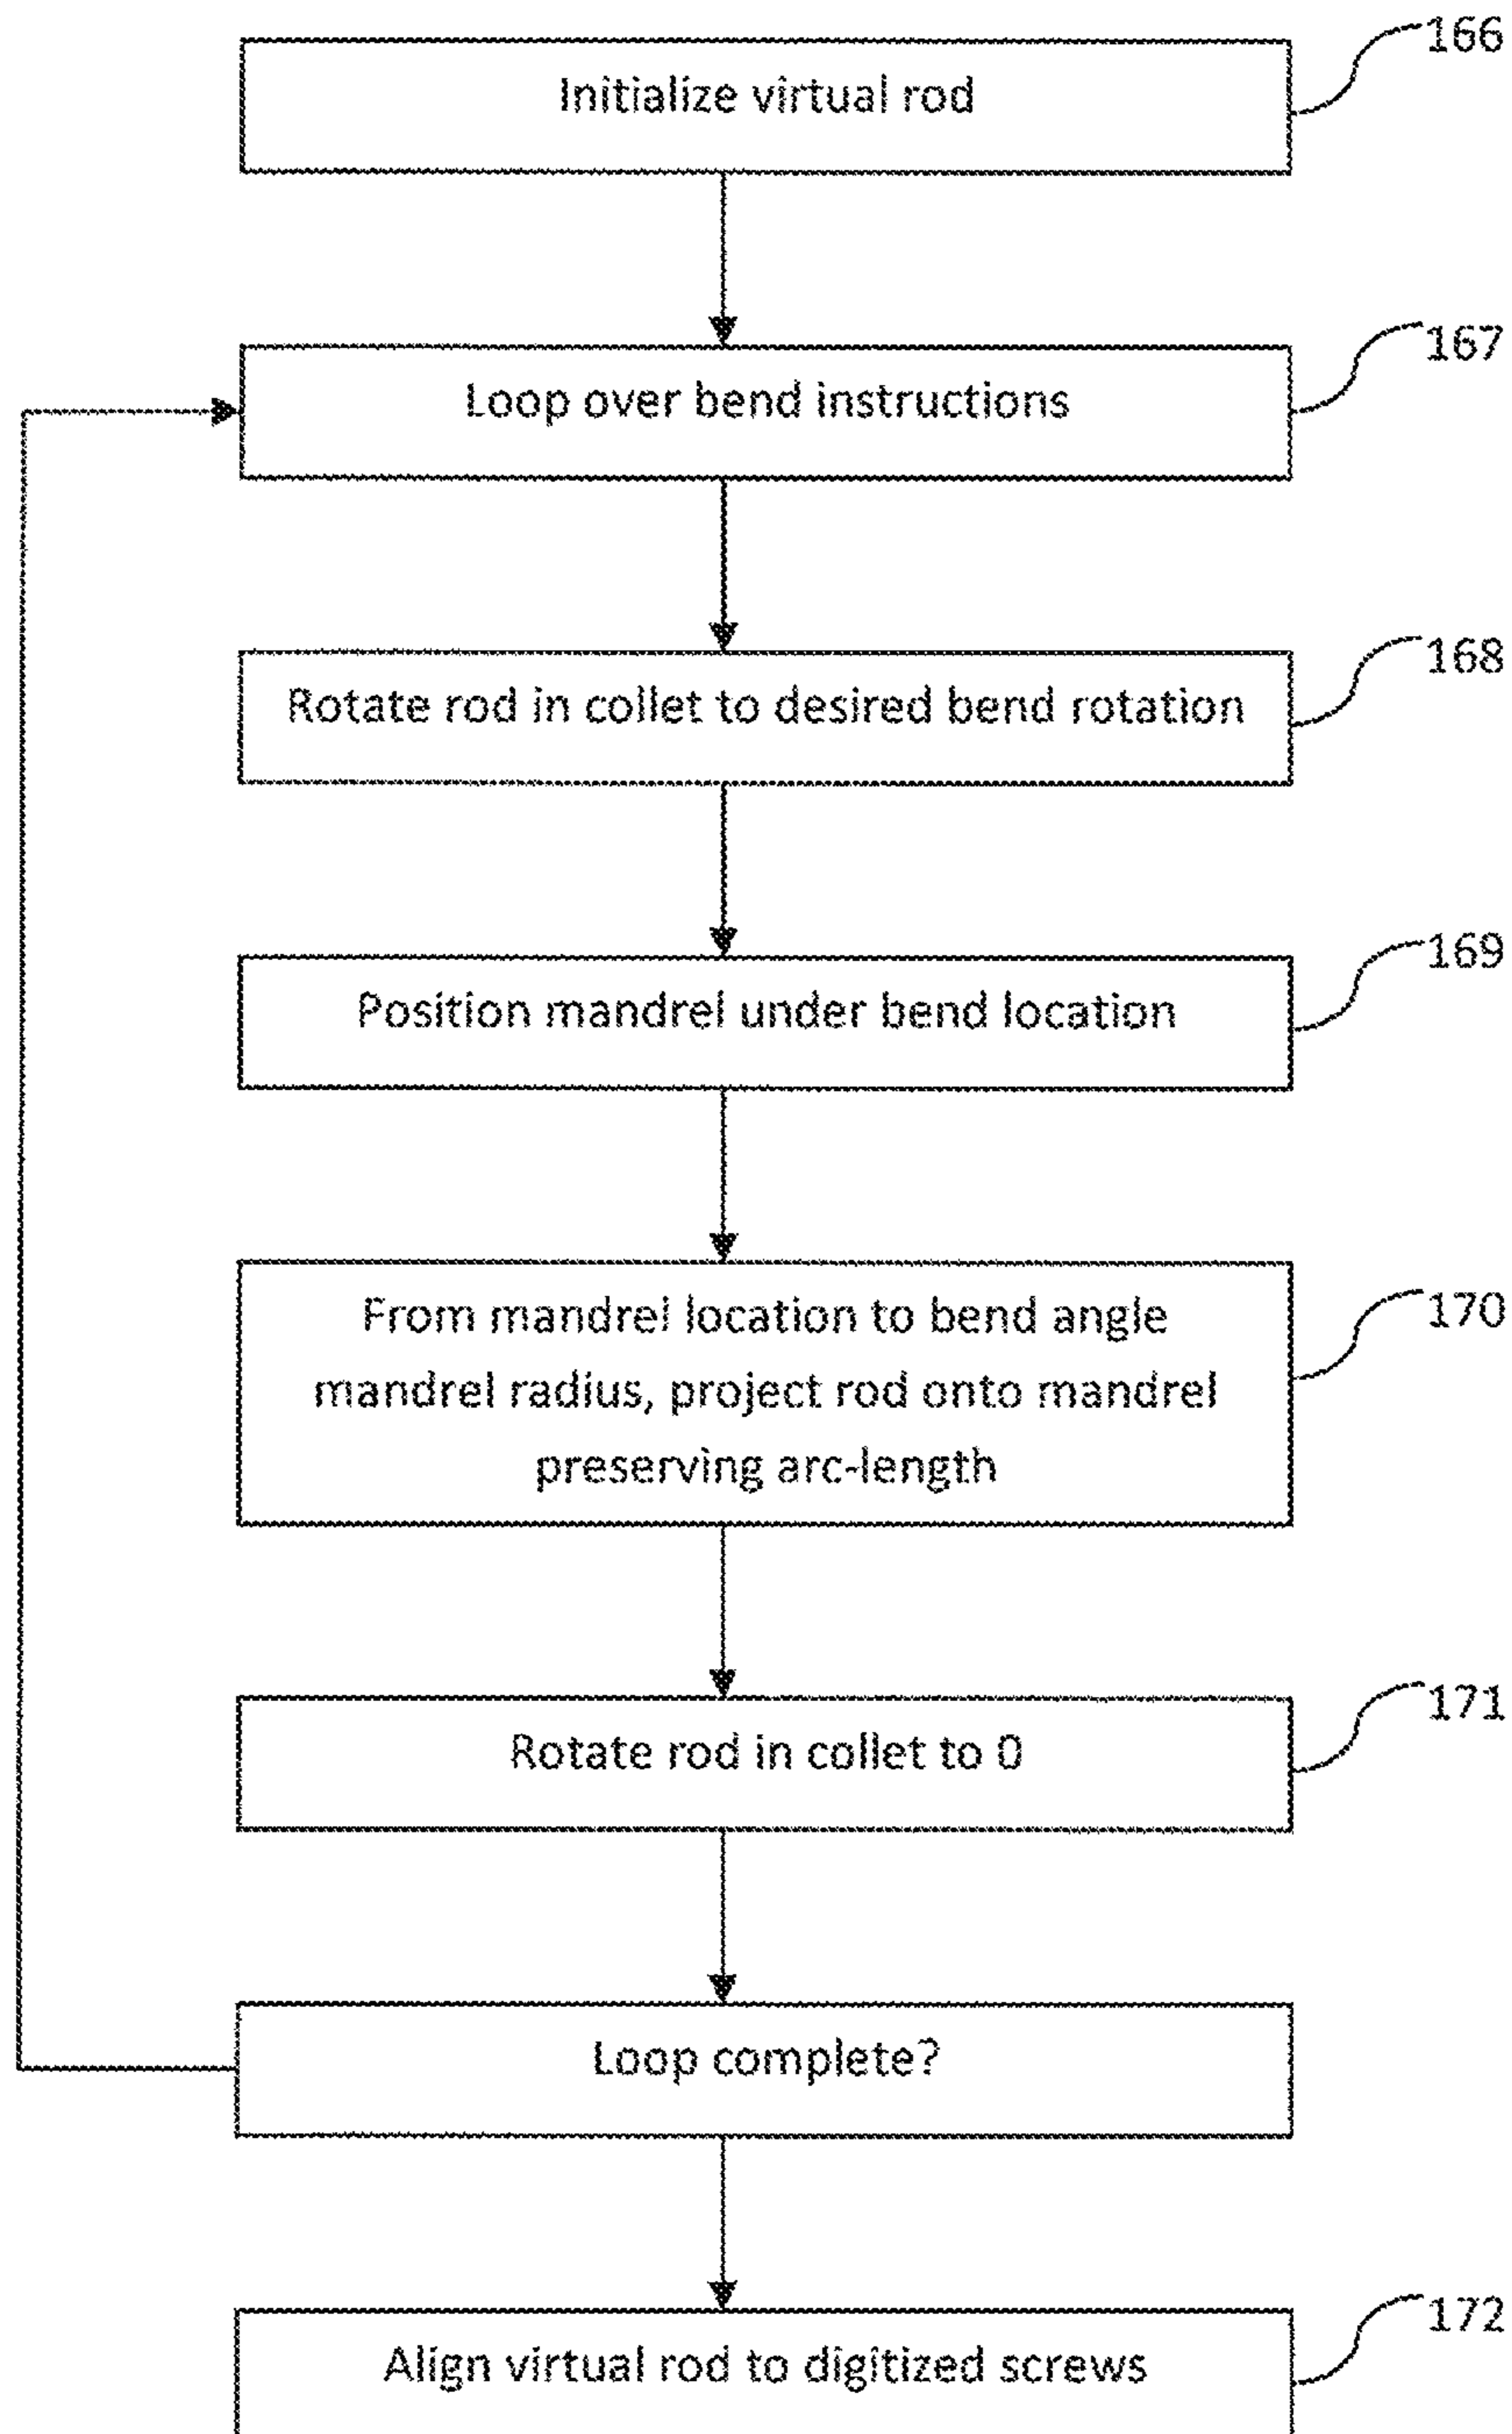 166
Initialize virtual rod
167
Loop over bend instructions
168
Rotate rod in collet to desired bend rotation
169
Position mandrel under bend location
170
From mandrel location to bend angle
mandrel radius, project rod onto mandrel
preserving arc-length
171
Rotate rod in collet to 0
Loop complete?
172
Align virtual rod to digitized screws